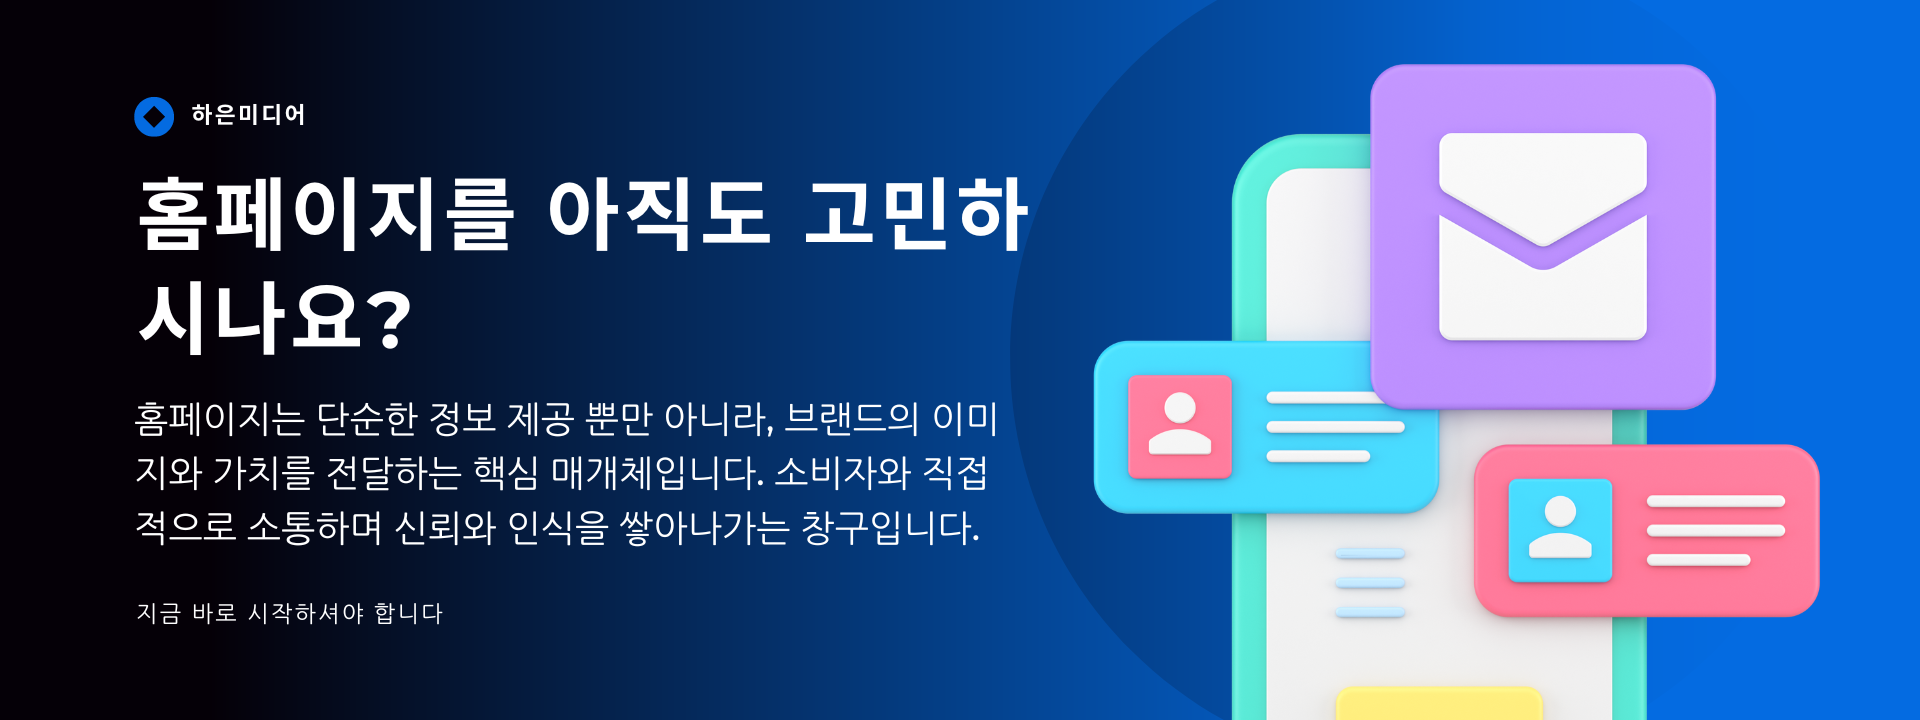 하은미디어
홈페이지를 아직도 고민하
시나요?
홈페이지는 단순한 정보 제공 뿐만 아니라, 브랜드의 이미
지와 가치를 전달하는 핵심 매개체입니다. 소비자와 직접
적으로 소통하며 신뢰와 인식을 쌓아나가는 창구입니다.
지금 바로 시작하셔야 합니다